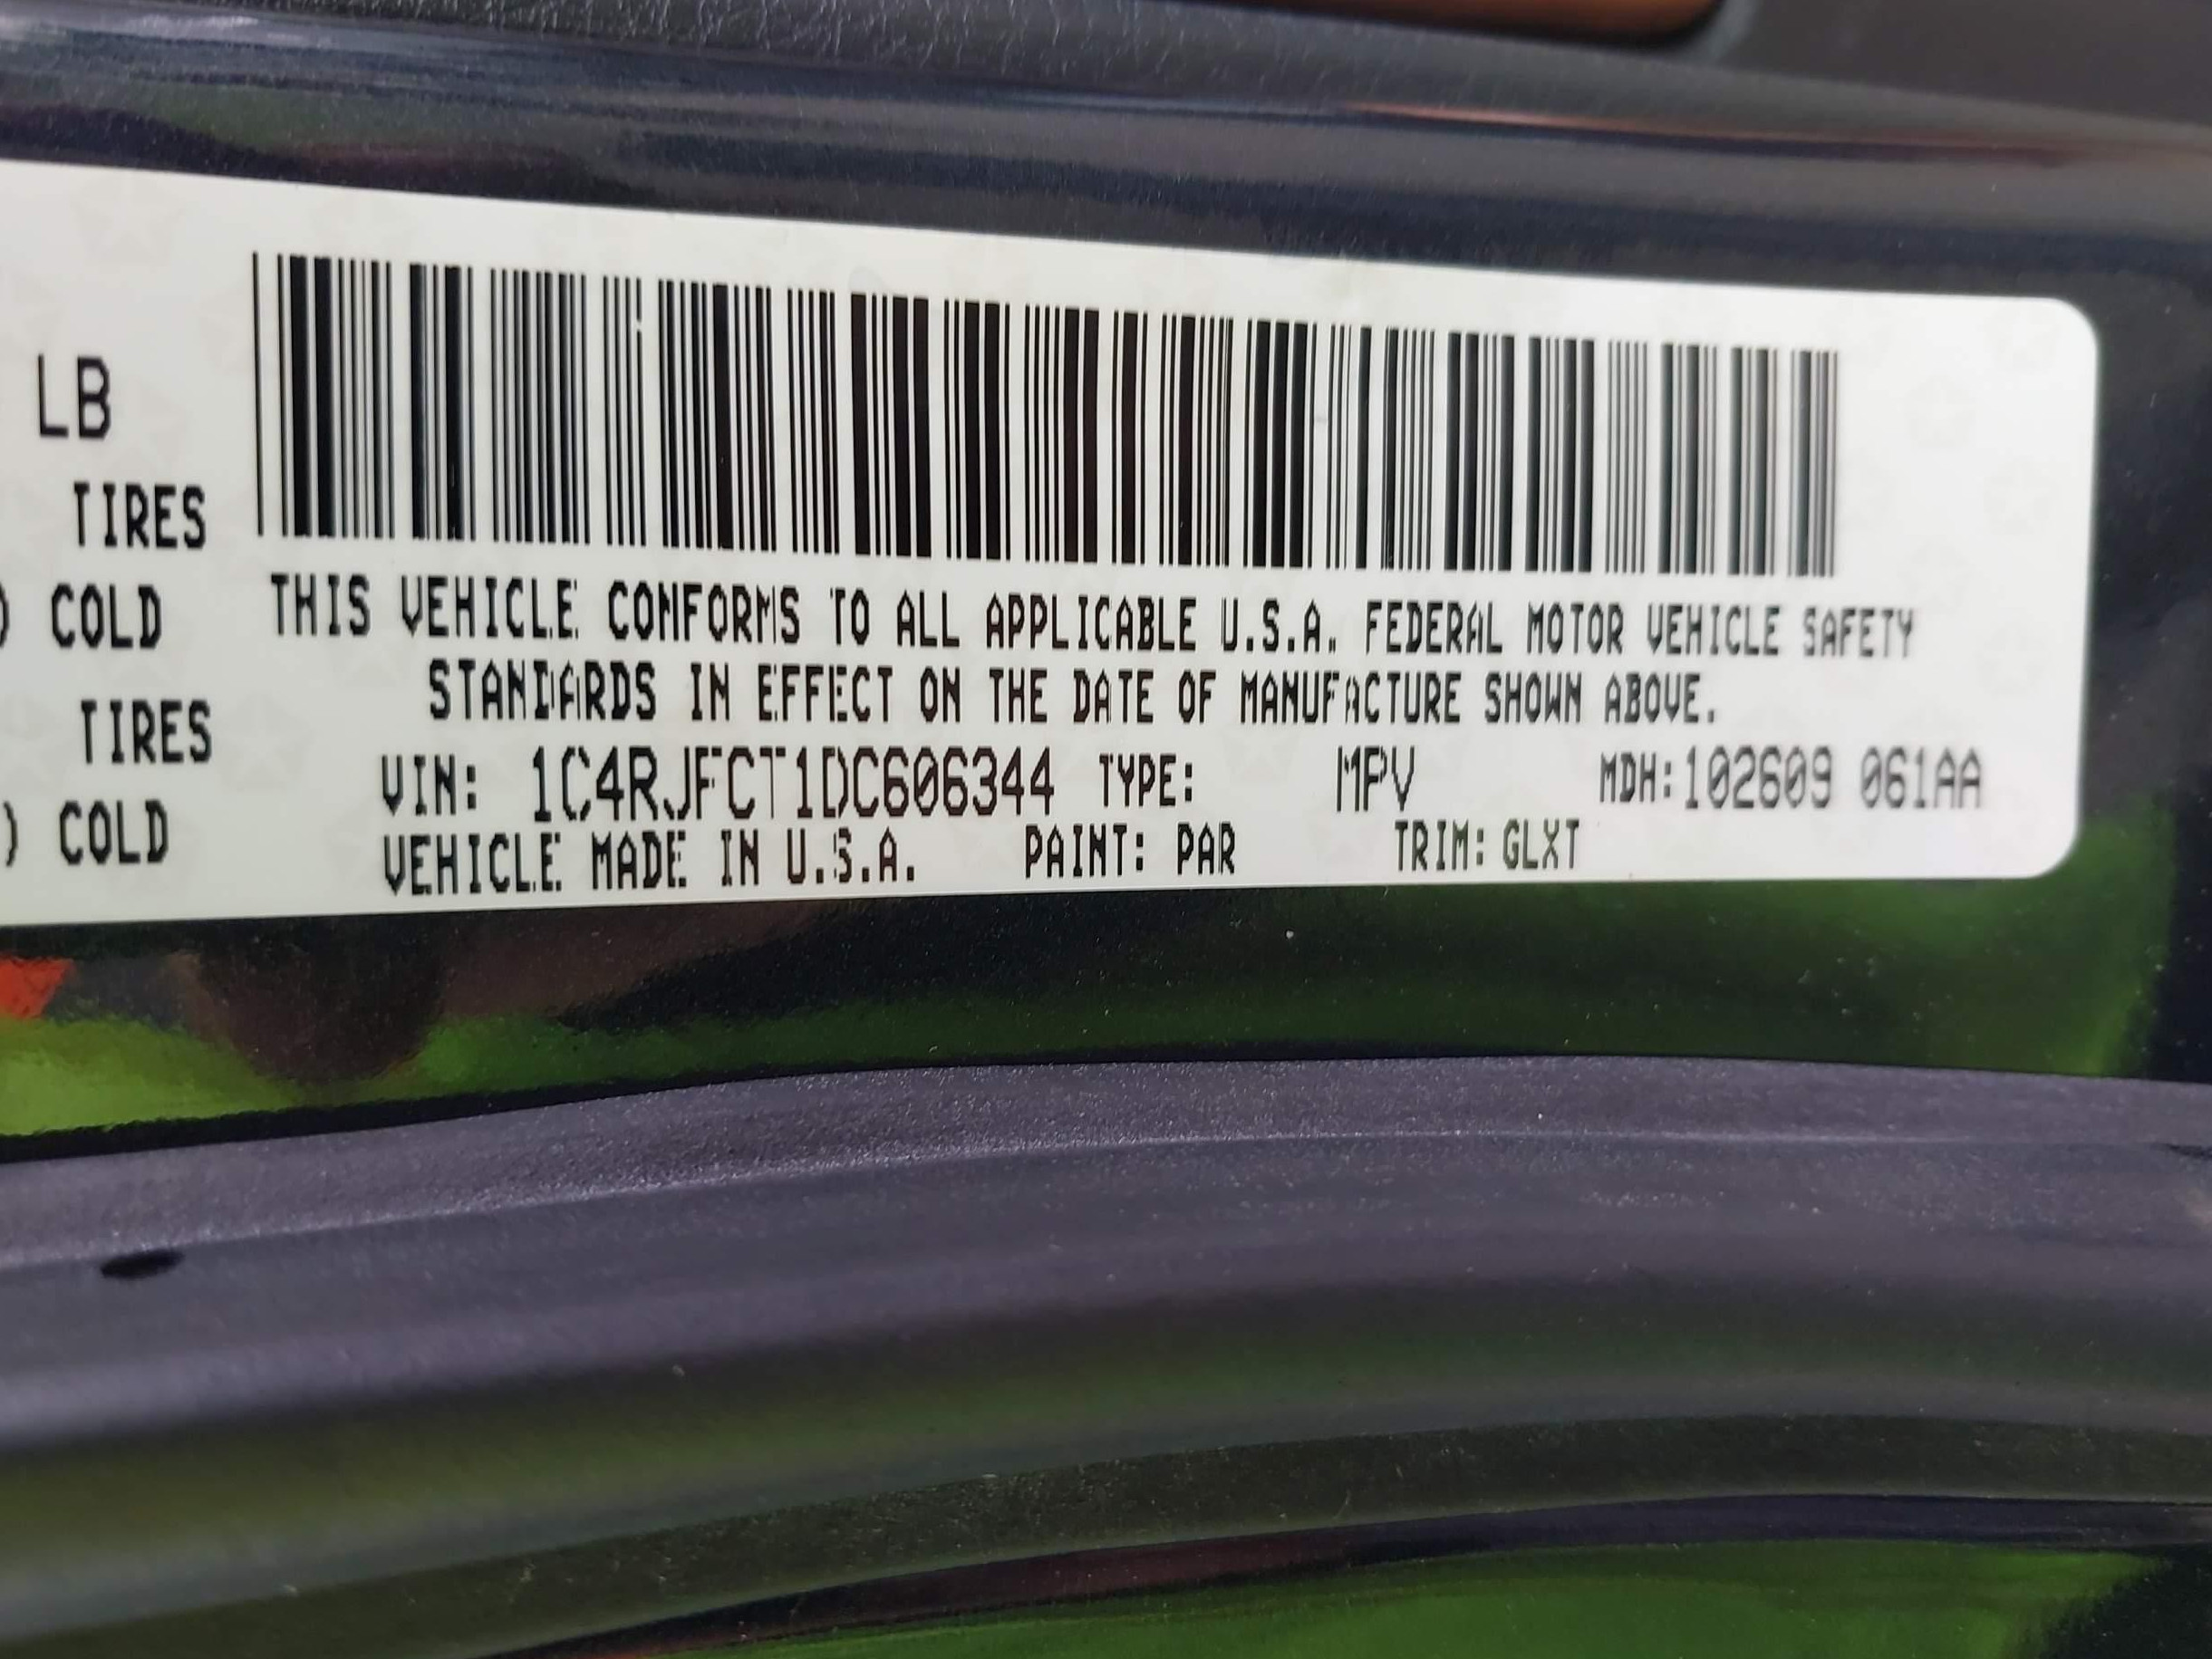 LB
TIRES
) COLD
TIRES
) COLD
THIS VEHICLE CONFORMS TO ALL APPLICABLE U.S.A. FEDERAL MOTOR VEHICLE SAFETY
STANDARDS IN EFFECT ON THE DATE OF MANUFACTURE SHOWN ABOVE.
VIN: 1C4RJFCT1DC606344 TYPE: MPV MDH:102609 061AA
VEHICLE MADE IN U.S.A. PAINT: PAR TRIM: GLXT